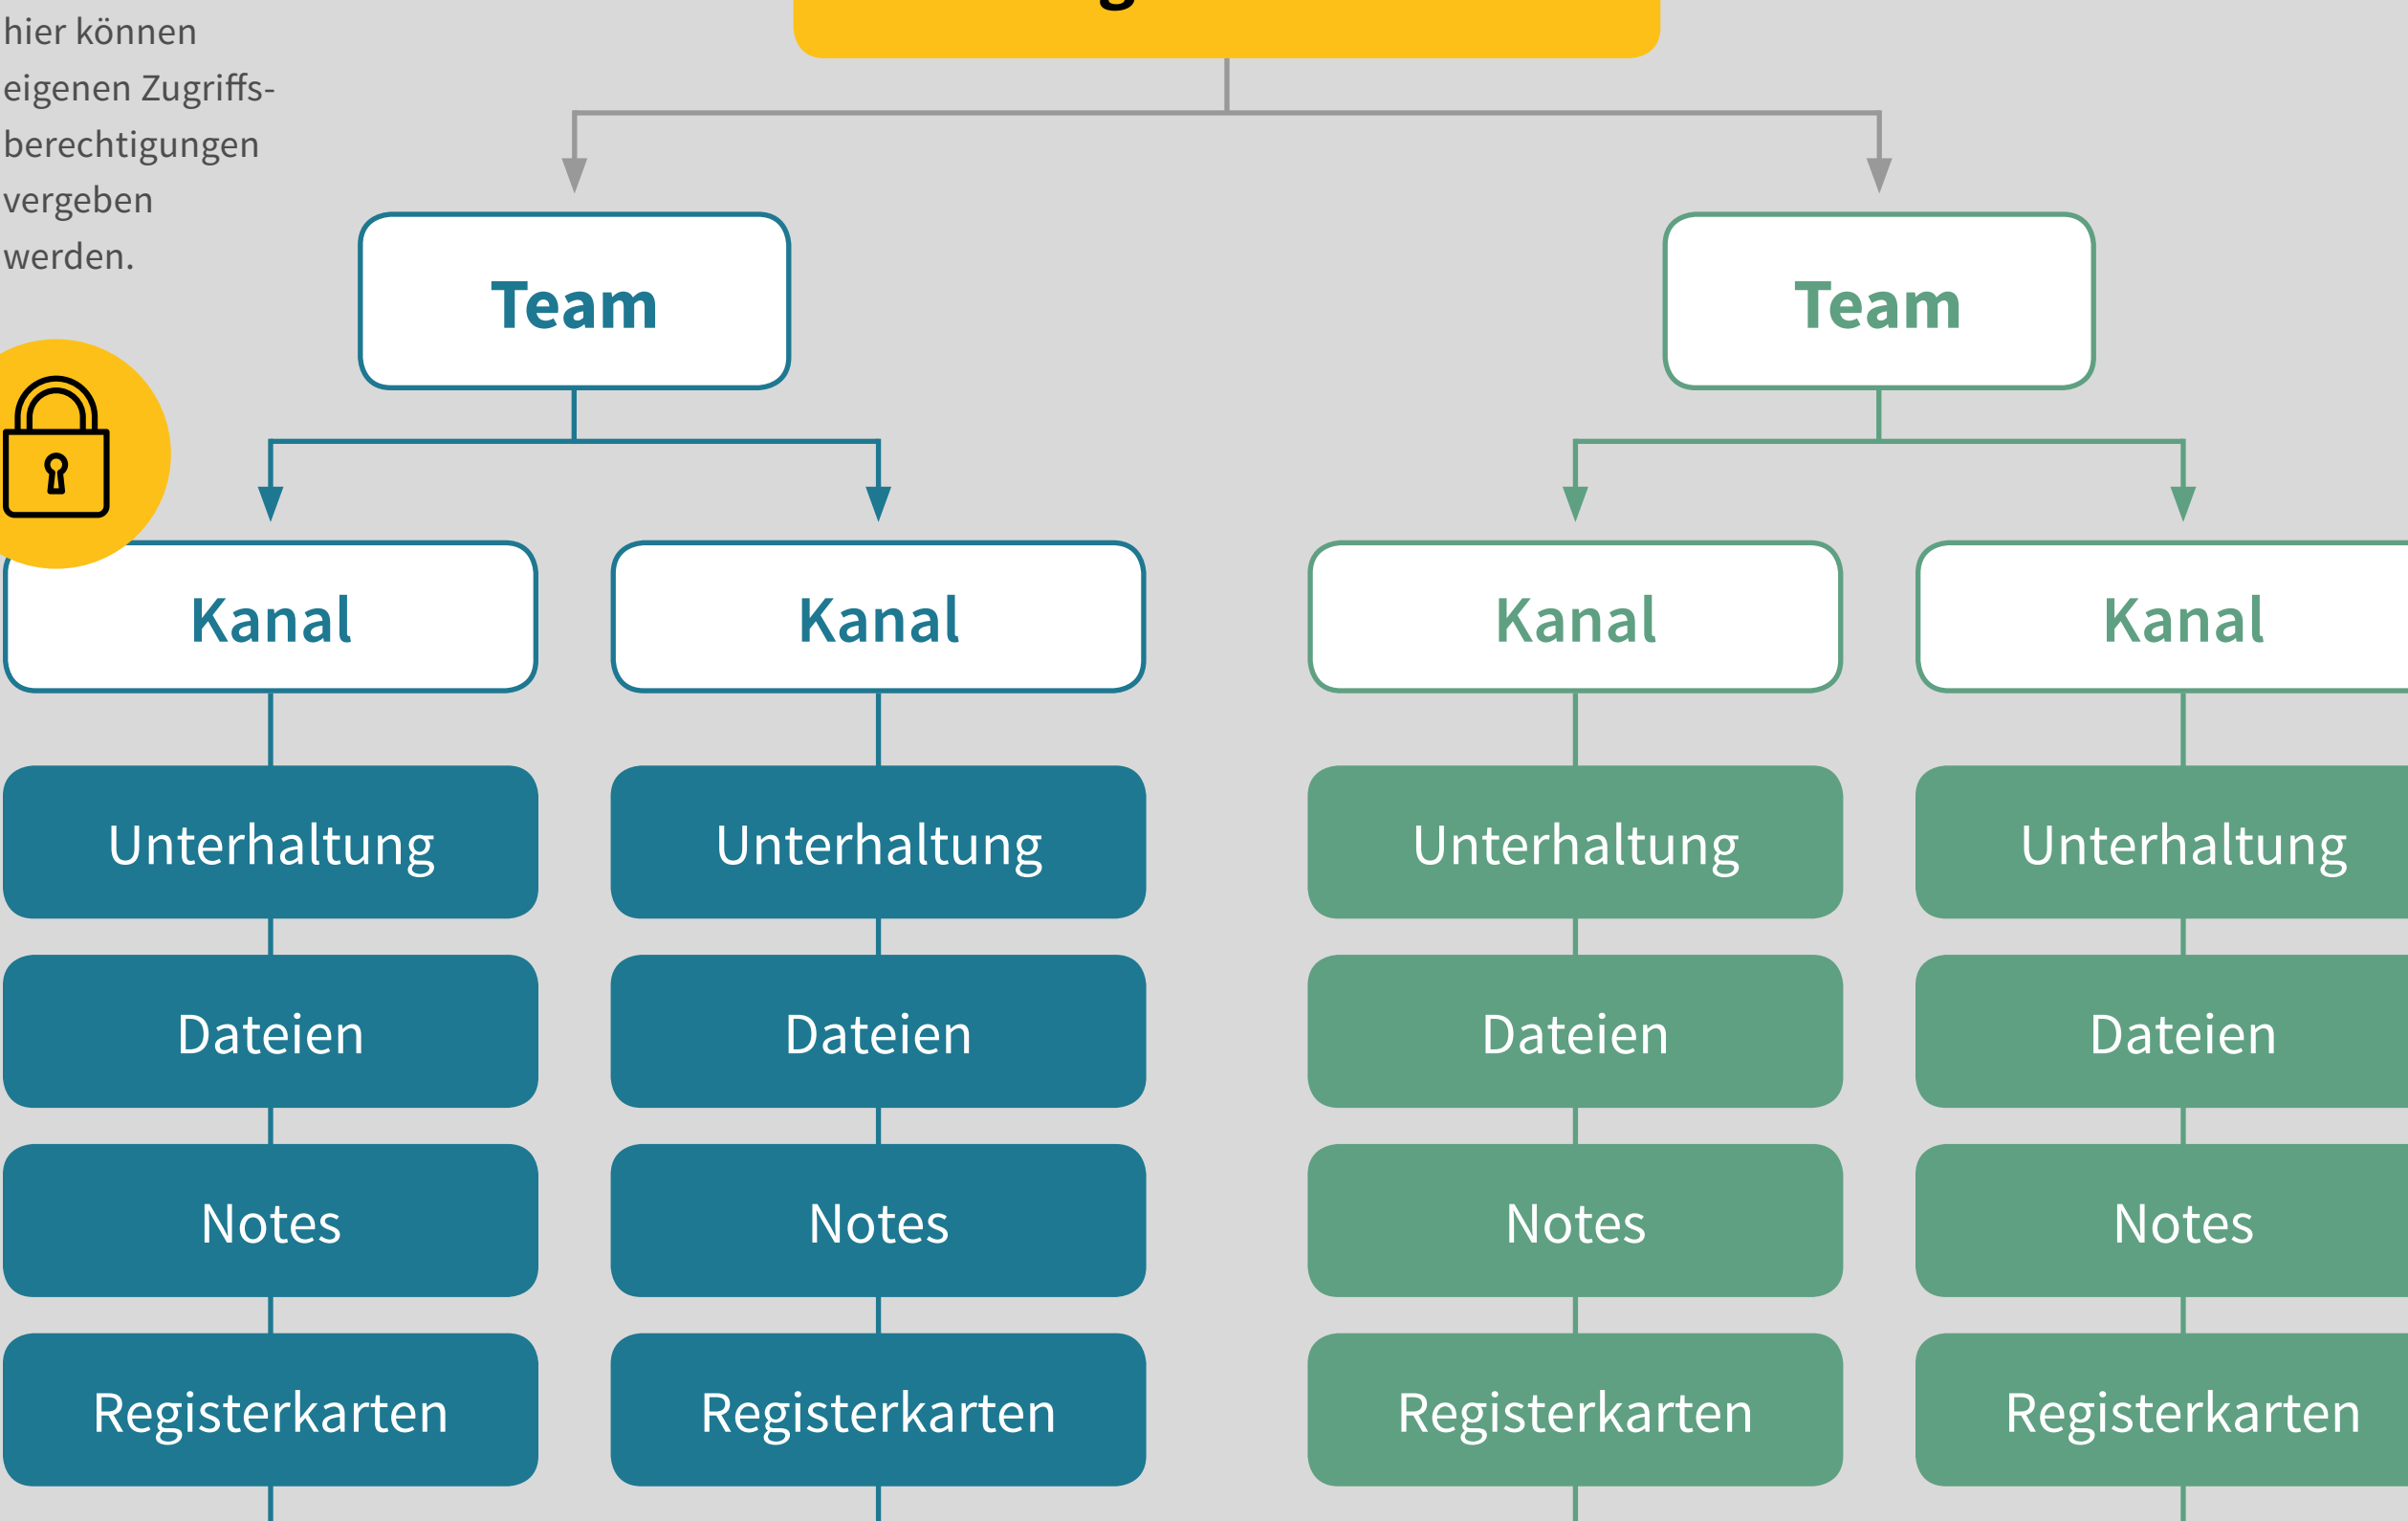 hier können
eigenen Zugriffs-
berechtigungen
vergeben
werden.
Team
Team
Kanal
Kanal
Kanal
Kanal
Unterhaltung
Unterhaltung
Unterhaltung
Unterhaltung
Dateien
Dateien
Dateien
Dateien
Notes
Notes
Notes
Notes
Registerkarten
Registerkarten
Registerkarten
Registerkarten